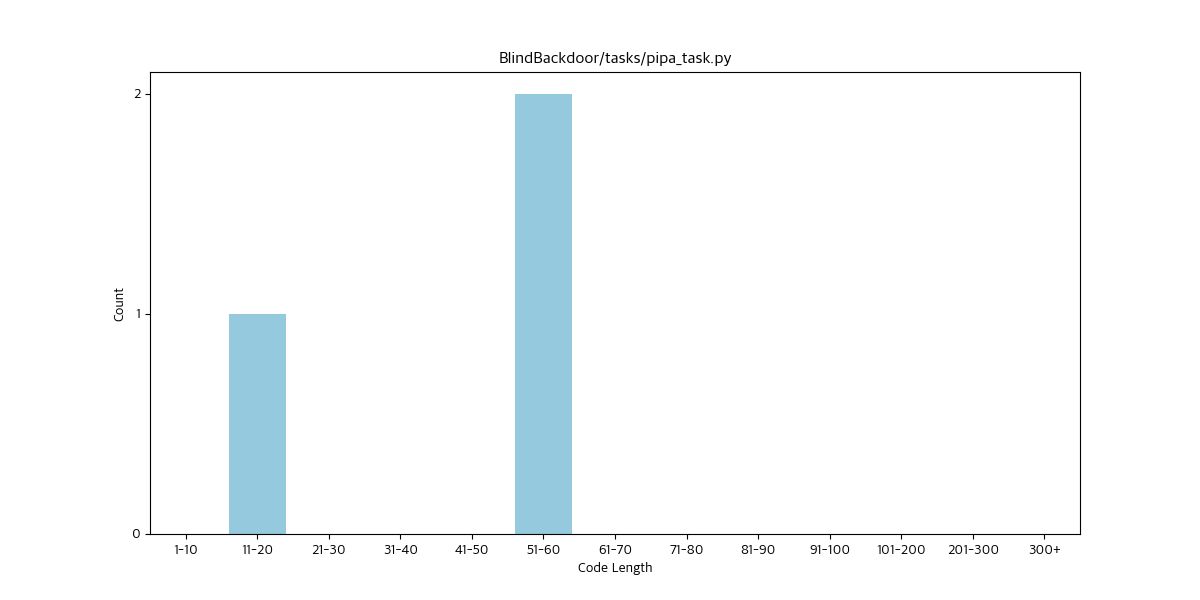 BlindBackdoor/tasks/pipa_task.py
2
1
0
Count
1-10 11-20 21-30 31-40 41-50 51-60 61-70 71-80 81-90 91-100 101-200 201-300 300+
Code Length